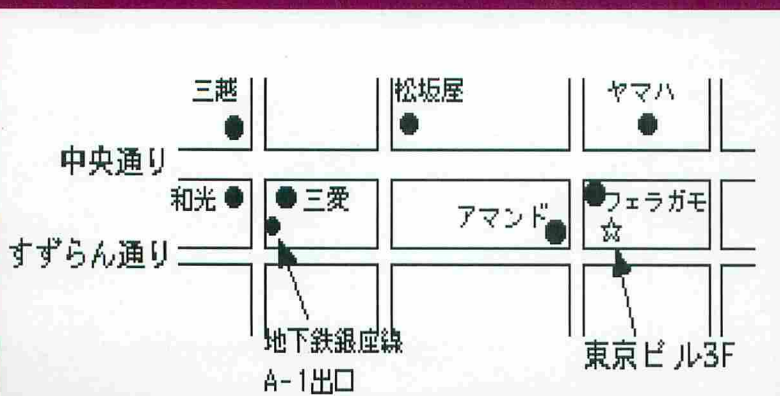 三越
松坂屋
ヤマハ
中央通り
和光
三愛
アマンド
フェラガモ
すずらん通り
地下鉄銀座線
A-1出口
東京ビル3F